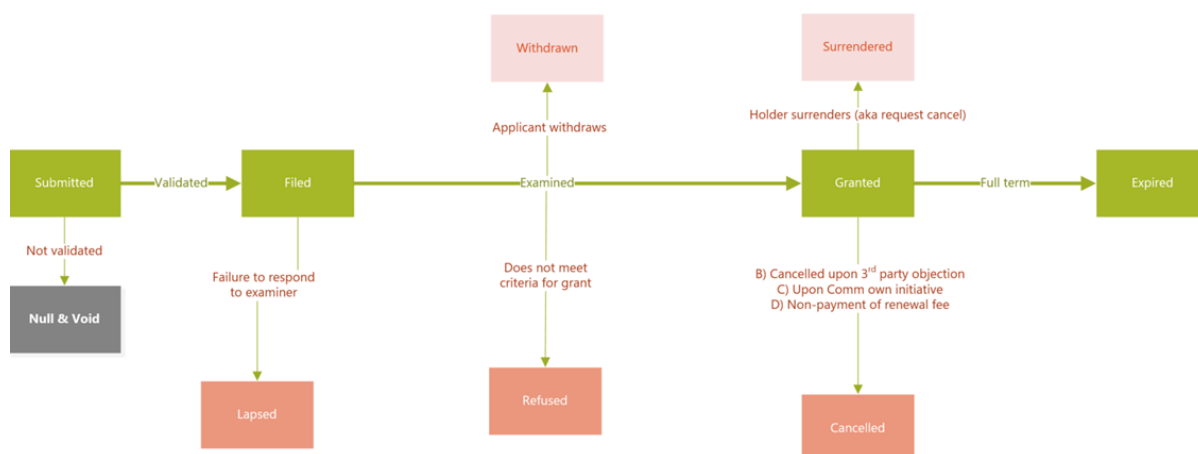 Withdrawn
Surrendered
Applicant withdraws
Holder surrenders (aka request cancel)
Submitted
Validated
Filed
Examined
Granted
Full term
Expired
Not validated
Failure to respond
to examiner
Does not meet
criteria for grant
B) Cancelled upon 3rd party objection
C) Upon Comm own initiative
D) Non-payment of renewal fee
Null & Void
Lapsed
Refused
Cancelled